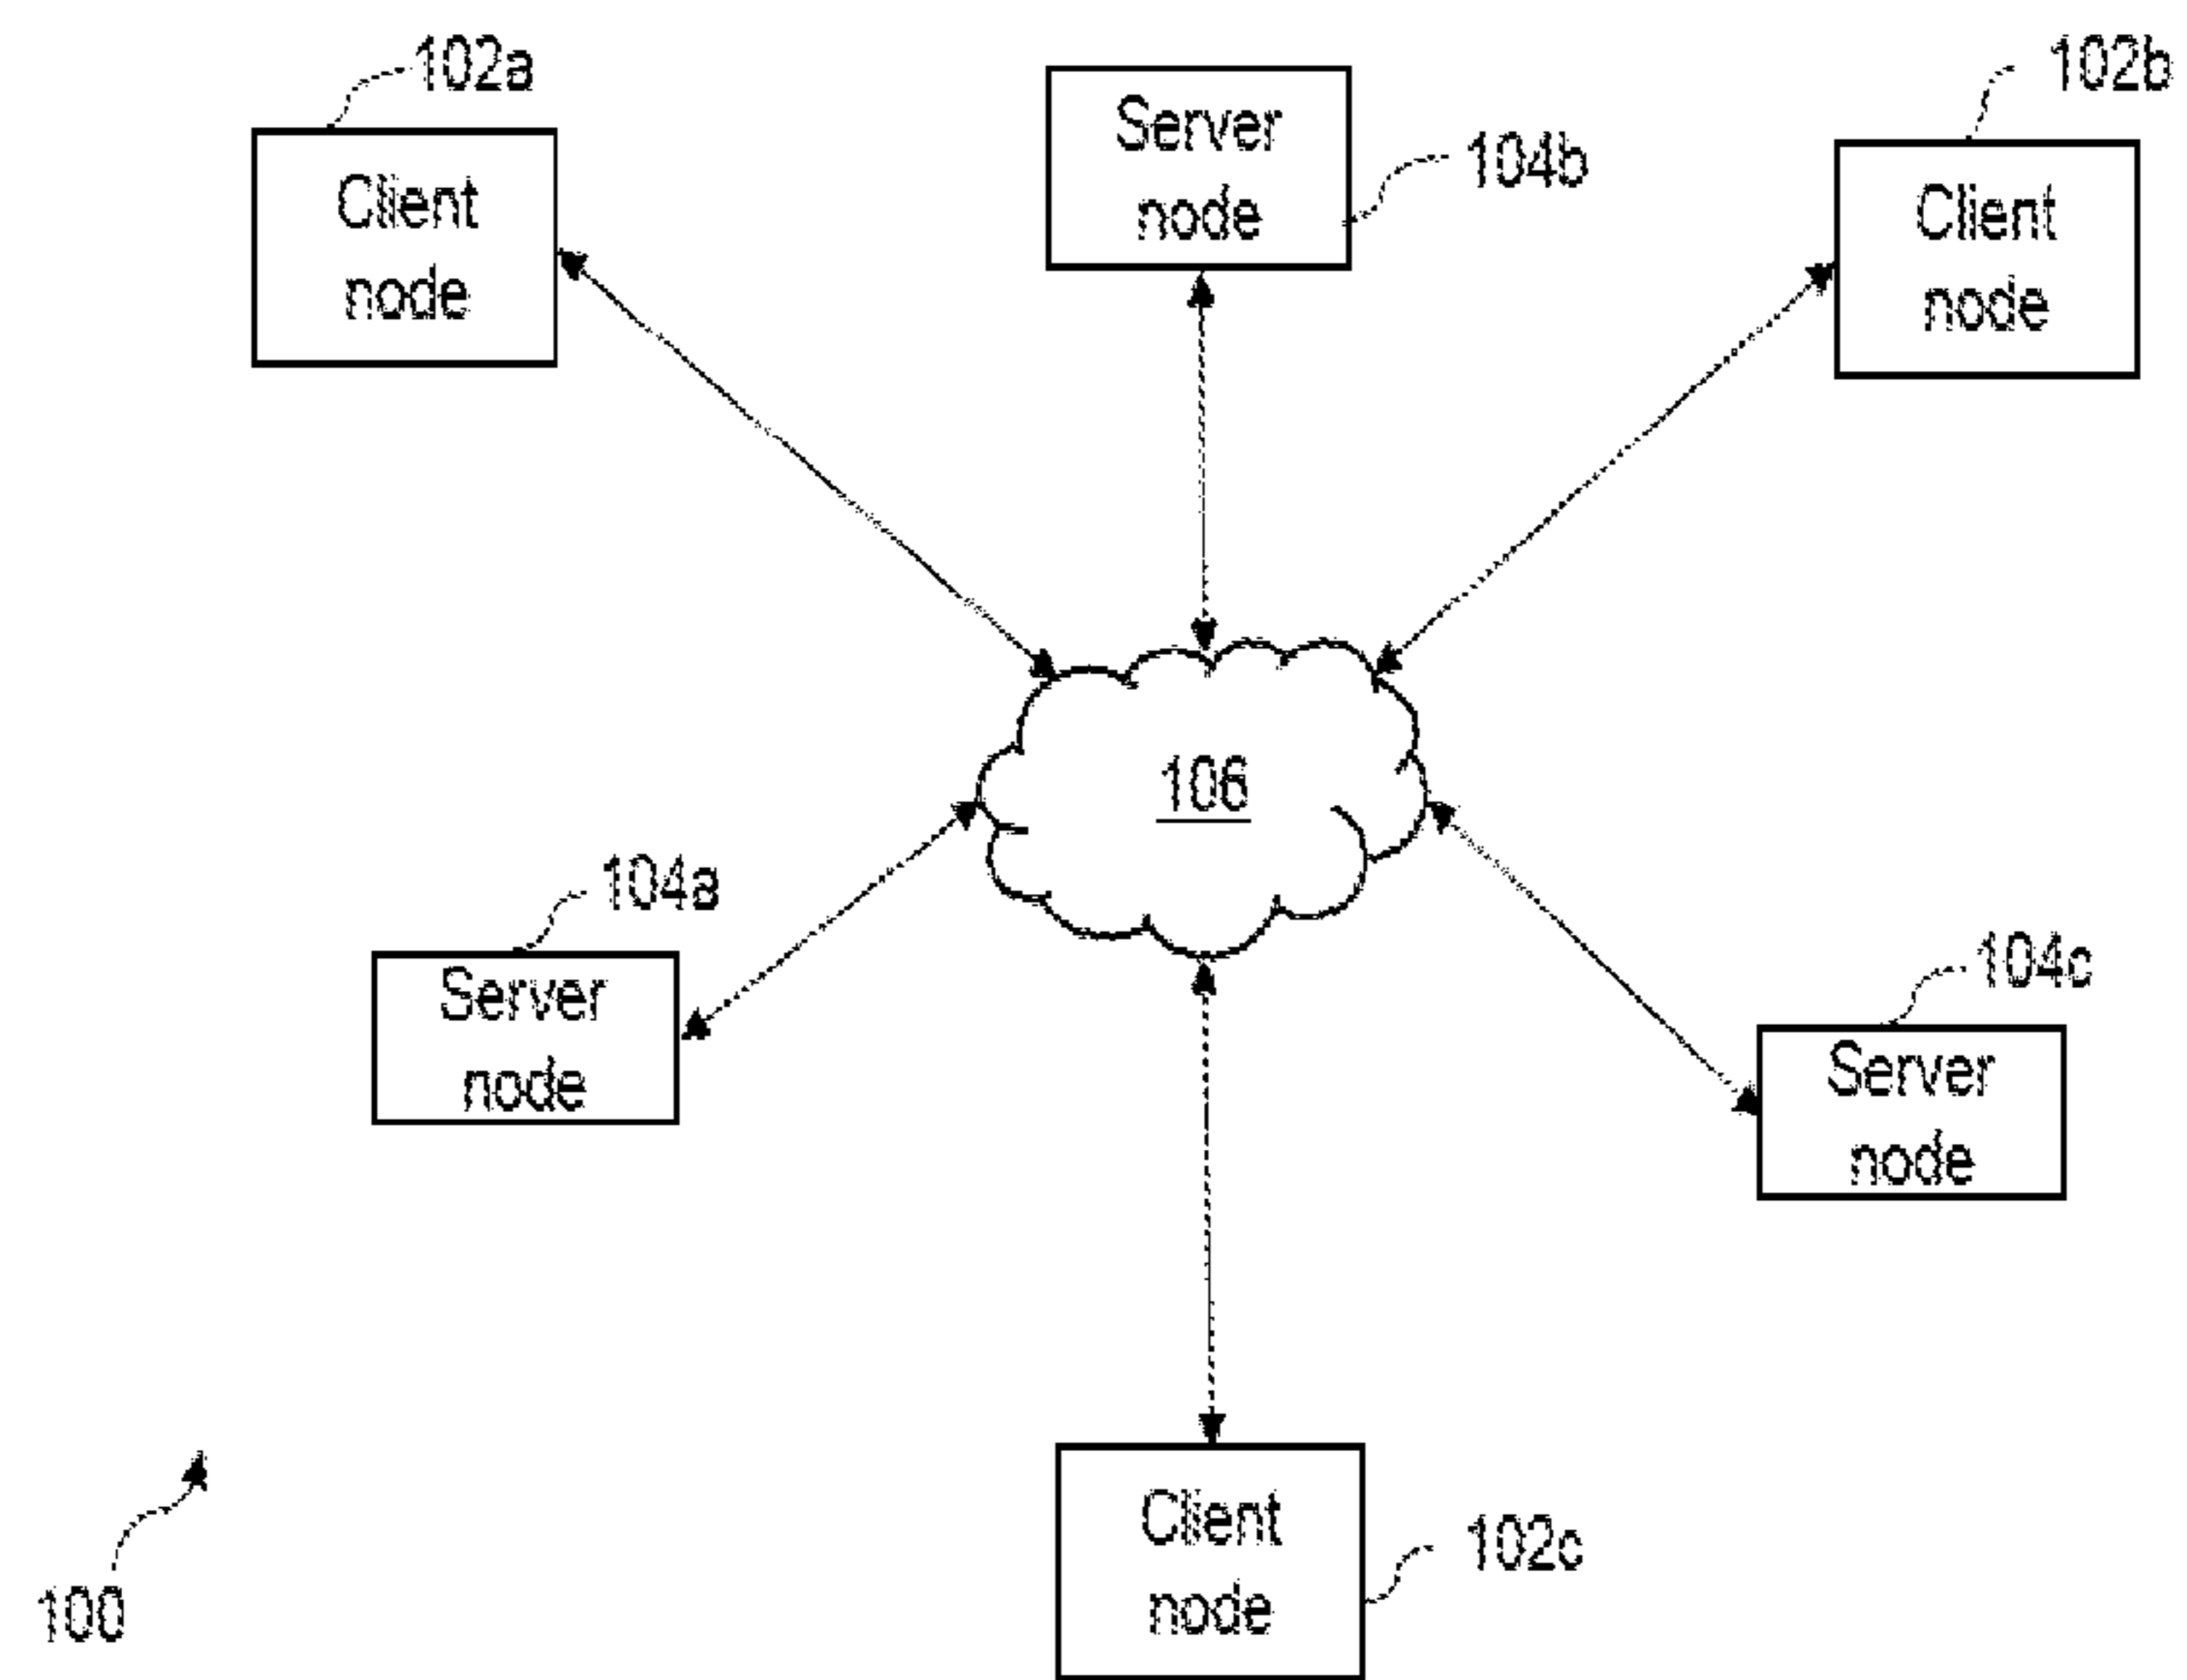 102a
Client
node
Server
node
104b
102b
Client
node
106
104a
Server
node
104c
Server
node
Client
node
102c
100